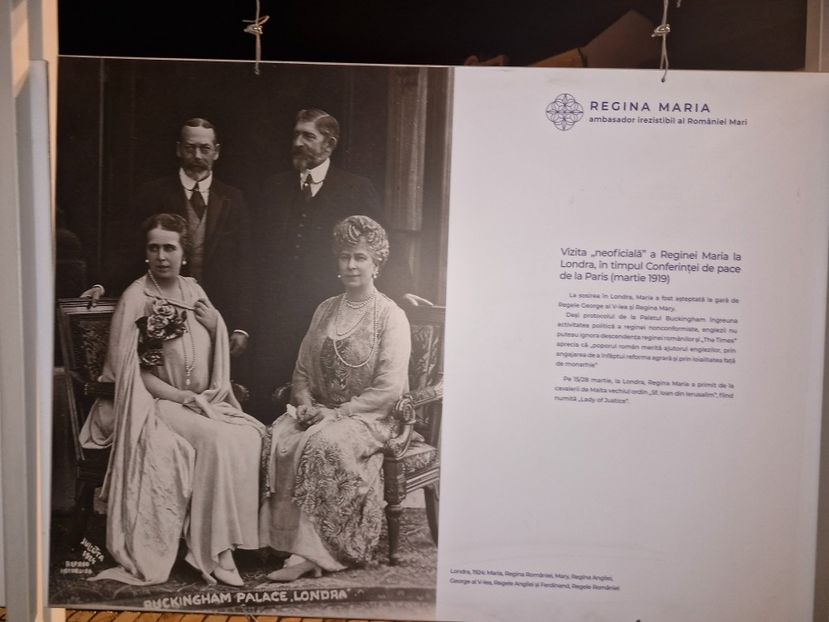 REGINA MARIA
ambasador irezistibil al României Mari
Vizita „neoficială” a Reginei Maria la
Londra, în timpul Conferinței de pace
de la Paris (martie 1919)
La sosirea în Londra, Maria a fost așteptată la gară de
Regele George al V-lea și Regina Mary.
Deși protocolul de la Palatul Buckingham îngreuna
activitatea politică a reginei nonconformiste, englezii nu
puteau ignora descendența reginei românilor și „The Times”
aprecia că „poporul român merită ajutorul englezilor, prin
angajarea de a înfăptui reforma agrară și prin loialitatea față
de monarhie”
Pe 15/28 martie, la Londra, Regina Maria a primit de la
cavalerii de Malta vechiul ordin „Sf. Ioan din Ierusalim”, fiind
numită „Lady of Justice”.
Londra, 1924: Maria, Regina României, Mary, Regina Angliei,
George al V-lea, Regele Angliei și Ferdinand, Regele României
1924
BUCKINGHAM PALACE, LONDRA